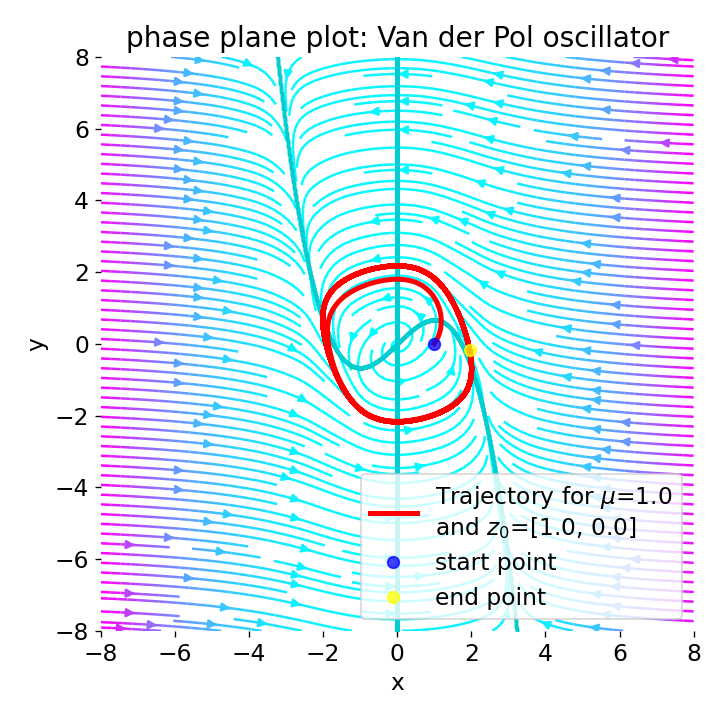 phase plane plot: Van der Pol oscillator
8
6
4
2
0
−2
−4
−6
−8
y
−8 −6 −4 −2 0 2 4 6 8
x
Trajectory for μ=1.0
and z₀=[1.0, 0.0]
start point
end point